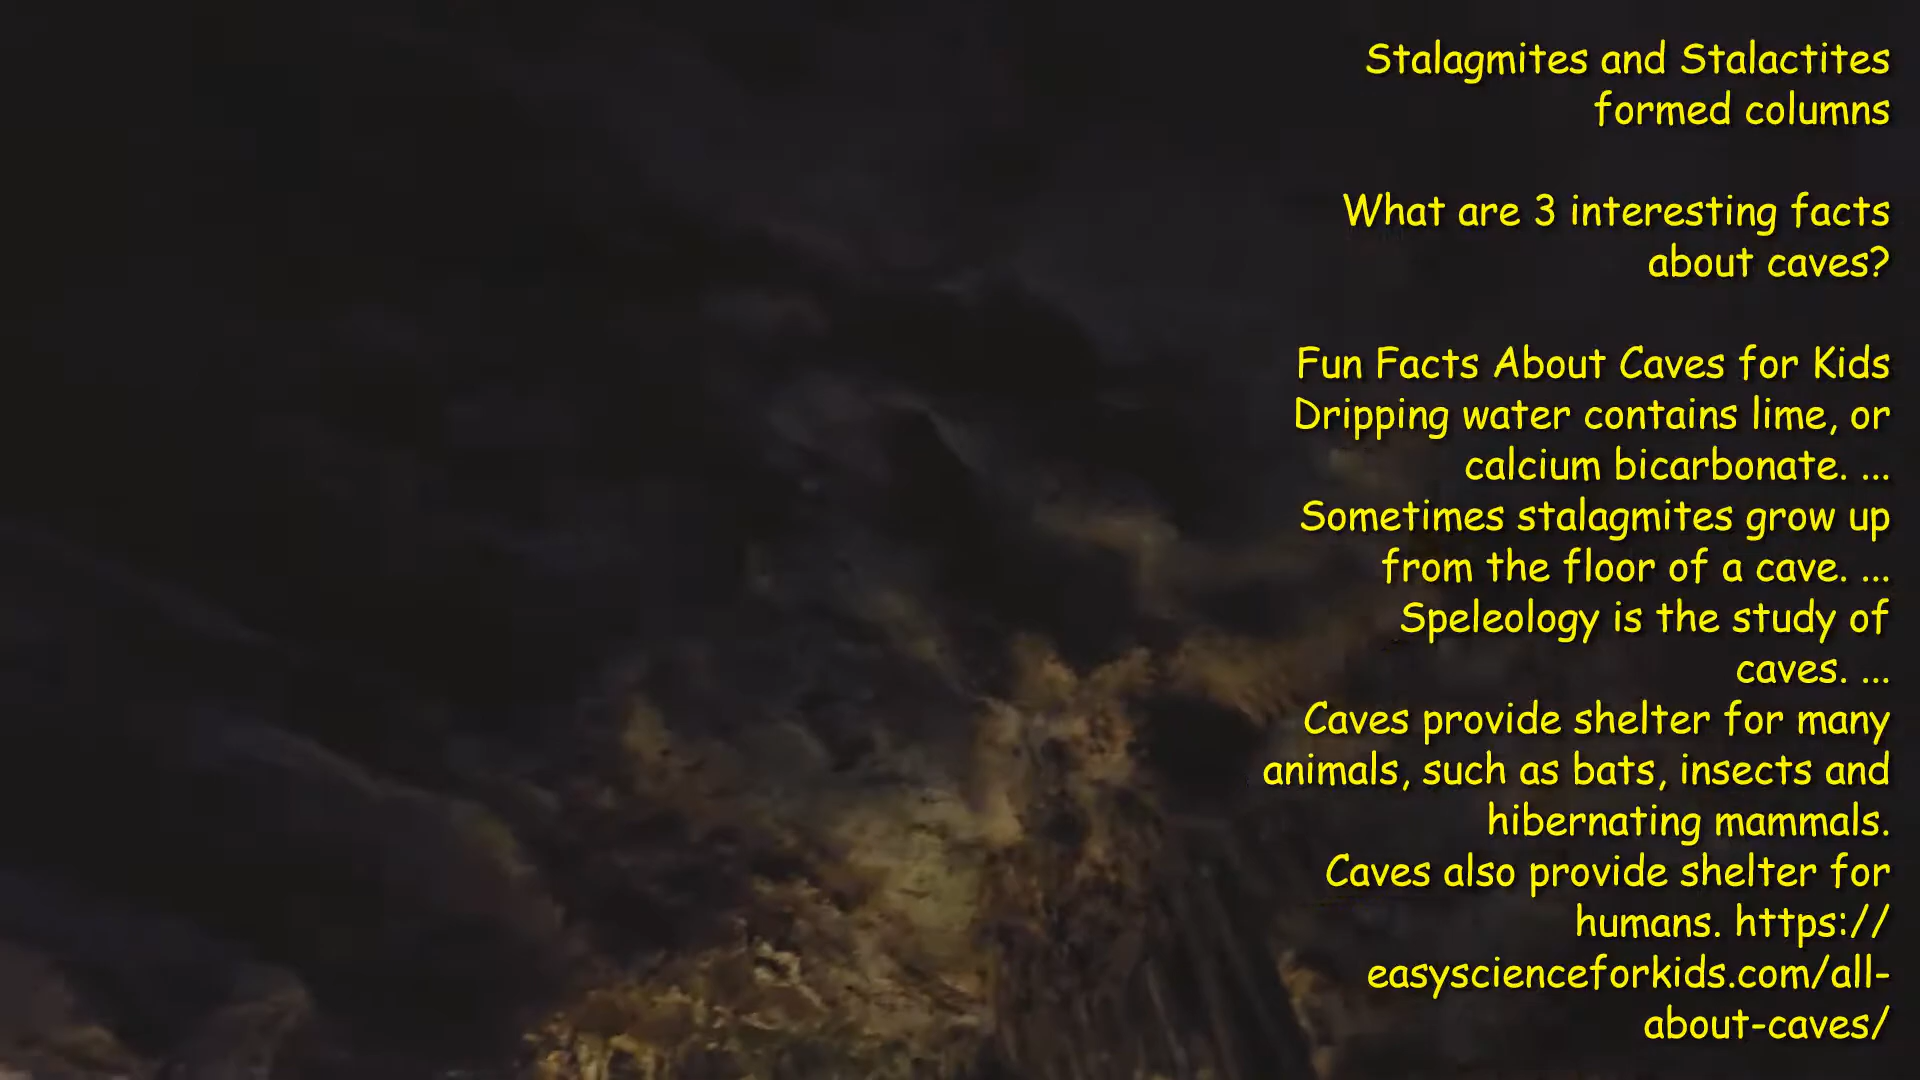 Stalagmites and Stalactites
formed columns
What are 3 interesting facts
about caves?
Fun Facts About Caves for Kids
Dripping water contains lime, or
calcium bicarbonate. ...
Sometimes stalagmites grow up
from the floor of a cave. ...
Speleology is the study of
caves. ...
Caves provide shelter for many
animals, such as bats, insects and
hibernating mammals.
Caves also provide shelter for
humans. https://
easyscienceforkids.com/all-
about-caves/